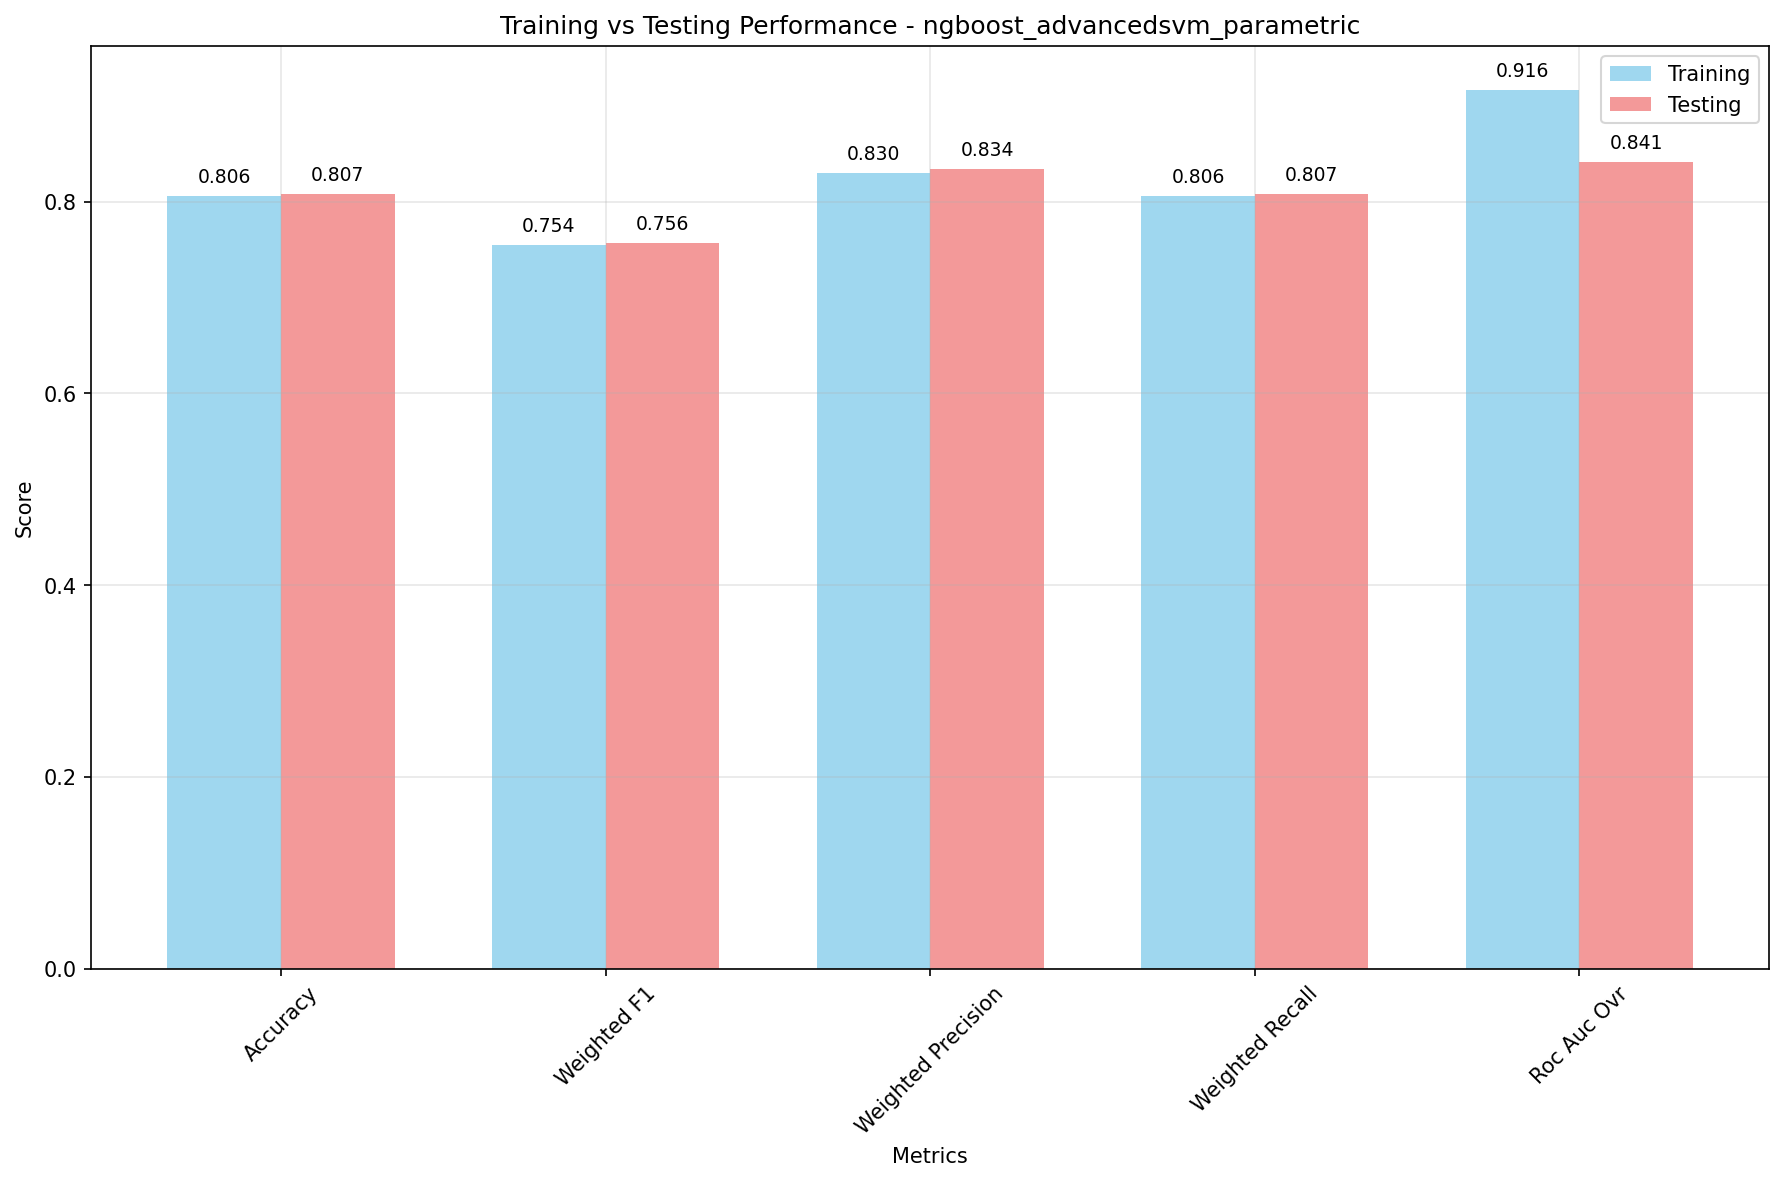 Training vs Testing Performance - ngboost_advancedsvm_parametric
Training
Testing
0.916
0.841
0.830
0.834
0.806
0.807
0.806
0.807
0.754
0.756
Score
0.8
0.6
0.4
0.2
0.0
Accuracy
Weighted F1
Weighted Precision
Weighted Recall
Roc Auc Ovr
Metrics